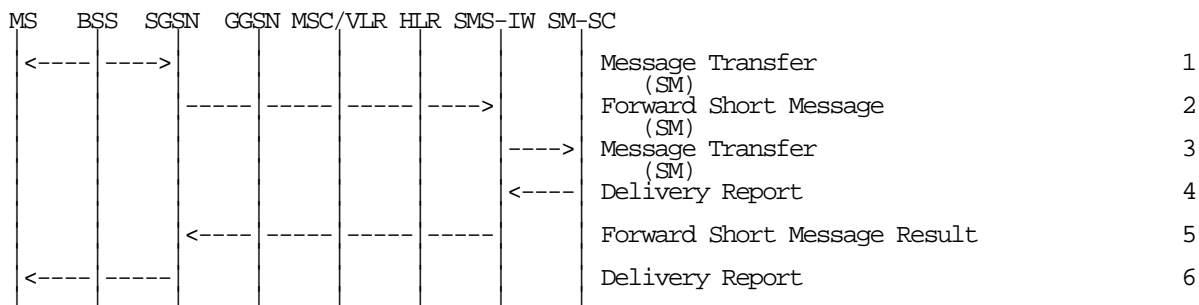 MS BSS SGSN GGSN MSC/VLR HLR SMS-IW SM-SC
<---- ----> Message Transfer 1
(SM)
----- ----- ----- ----> Forward Short Message 2
(SM)
----> Message Transfer 3
(SM)
<---- Delivery Report 4
<---- ----- ----- ----- Forward Short Message Result 5
<---- ----- Delivery Report 6